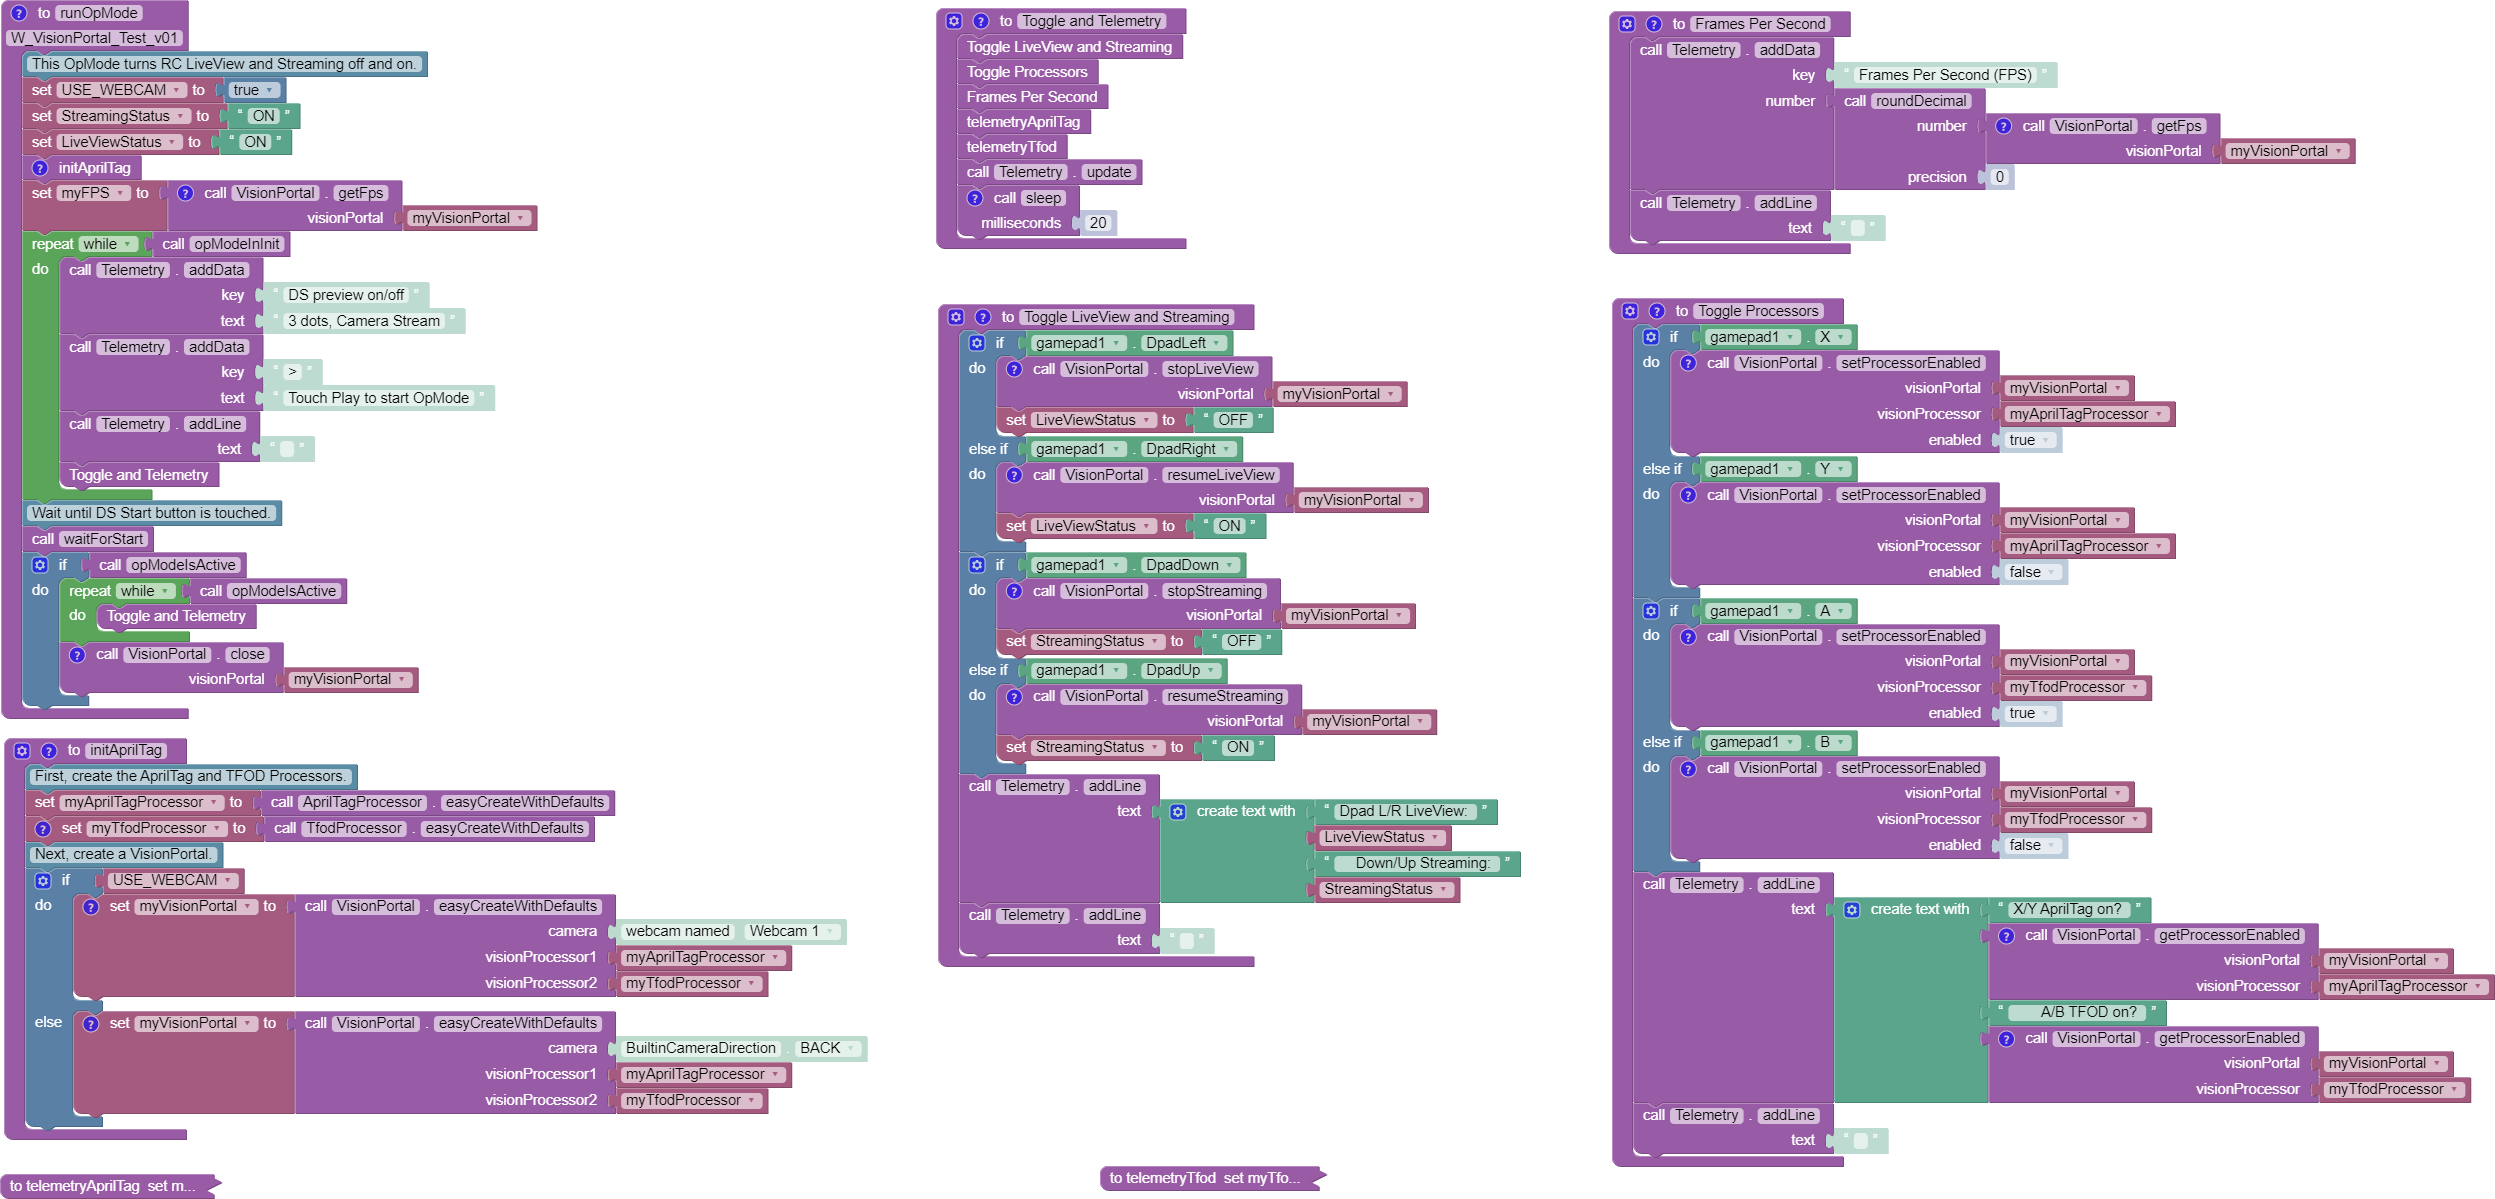 to runOpMode
W_VisionPortal_Test_v01
This OpMode turns RC LiveView and Streaming off and on.
set USE_WEBCAM to true
set StreamingStatus to “ ON ”
set LiveViewStatus to “ ON ”
initAprilTag
set myFPS to call VisionPortal . getFps
visionPortal myVisionPortal
repeat while call opModeInInit
do call Telemetry . addData
key “ DS preview on/off ”
text “ 3 dots, Camera Stream ”
call Telemetry . addData
key “ > ”
text “ Touch Play to start OpMode ”
call Telemetry . addLine
text “ ”
Toggle and Telemetry
Wait until DS Start button is touched.
call waitForStart
if call opModeIsActive
do repeat while call opModeIsActive
do Toggle and Telemetry
call VisionPortal . close
visionPortal myVisionPortal
to initAprilTag
First, create the AprilTag and TFOD Processors.
set myAprilTagProcessor to call AprilTagProcessor . easyCreateWithDefaults
set myTfodProcessor to call TfodProcessor . easyCreateWithDefaults
Next, create a VisionPortal.
if USE_WEBCAM
do set myVisionPortal to call VisionPortal . easyCreateWithDefaults
camera webcam named Webcam 1
visionProcessor1 myAprilTagProcessor
visionProcessor2 myTfodProcessor
else set myVisionPortal to call VisionPortal . easyCreateWithDefaults
camera BuiltinCameraDirection . BACK
visionProcessor1 myAprilTagProcessor
visionProcessor2 myTfodProcessor
to telemetryAprilTag set m...
to Toggle and Telemetry
Toggle LiveView and Streaming
Toggle Processors
Frames Per Second
telemetryAprilTag
telemetryTfod
call Telemetry . update
call sleep
milliseconds 20
to Toggle LiveView and Streaming
if gamepad1 . DpadLeft
do call VisionPortal . stopLiveView
visionPortal myVisionPortal
set LiveViewStatus to “ OFF ”
else if gamepad1 . DpadRight
do call VisionPortal . resumeLiveView
visionPortal myVisionPortal
set LiveViewStatus to “ ON ”
if gamepad1 . DpadDown
do call VisionPortal . stopStreaming
visionPortal myVisionPortal
set StreamingStatus to “ OFF ”
else if gamepad1 . DpadUp
do call VisionPortal . resumeStreaming
visionPortal myVisionPortal
set StreamingStatus to “ ON ”
call Telemetry . addLine
text create text with “ Dpad L/R LiveView: ”
LiveViewStatus
“ Down/Up Streaming: ”
StreamingStatus
call Telemetry . addLine
text “ ”
to telemetryTfod set myTfo...
to Frames Per Second
call Telemetry . addData
key “ Frames Per Second (FPS) ”
number call roundDecimal
number call VisionPortal . getFps
visionPortal myVisionPortal
precision 0
call Telemetry . addLine
text “ ”
to Toggle Processors
if gamepad1 . X
do call VisionPortal . setProcessorEnabled
visionPortal myVisionPortal
visionProcessor myAprilTagProcessor
enabled true
else if gamepad1 . Y
do call VisionPortal . setProcessorEnabled
visionPortal myVisionPortal
visionProcessor myAprilTagProcessor
enabled false
if gamepad1 . A
do call VisionPortal . setProcessorEnabled
visionPortal myVisionPortal
visionProcessor myTfodProcessor
enabled true
else if gamepad1 . B
do call VisionPortal . setProcessorEnabled
visionPortal myVisionPortal
visionProcessor myTfodProcessor
enabled false
call Telemetry . addLine
text create text with “ X/Y AprilTag on? ”
call VisionPortal . getProcessorEnabled
visionPortal myVisionPortal
visionProcessor myAprilTagProcessor
“ A/B TFOD on? ”
call VisionPortal . getProcessorEnabled
visionPortal myVisionPortal
visionProcessor myTfodProcessor
call Telemetry . addLine
text “ ”